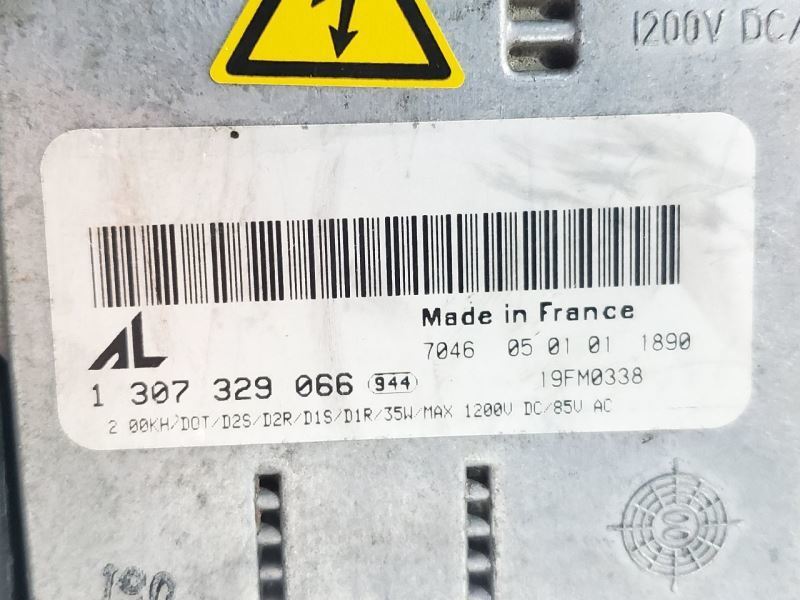 1200V DC/
Made in France
AL
7046 05 01 01 1890
1 307 329 066 944
19FM0338
2 00KH/DOT/D2S/D2R/D1S/D1R/35W/MAX 1200V DC/85V AC